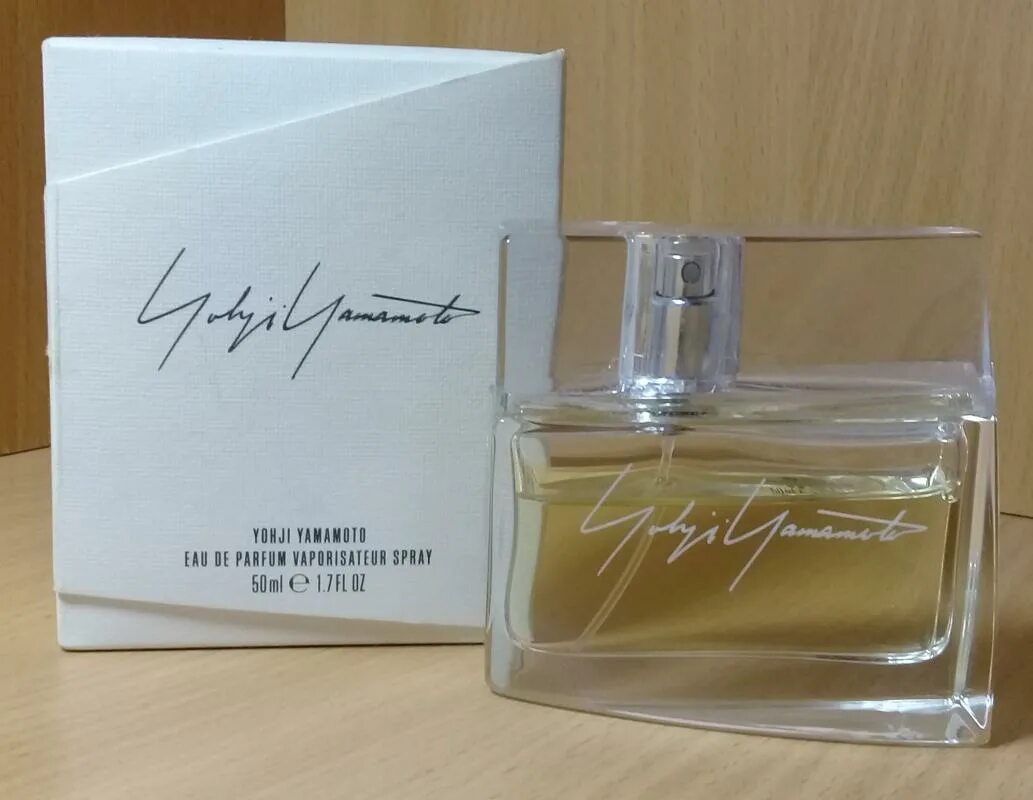 Yohji Yamamoto
YOHJI YAMAMOTO
EAU DE PARFUM VAPORISATEUR SPRAY
50ml ℮ 1.7 FL OZ
Yohji Yamamoto